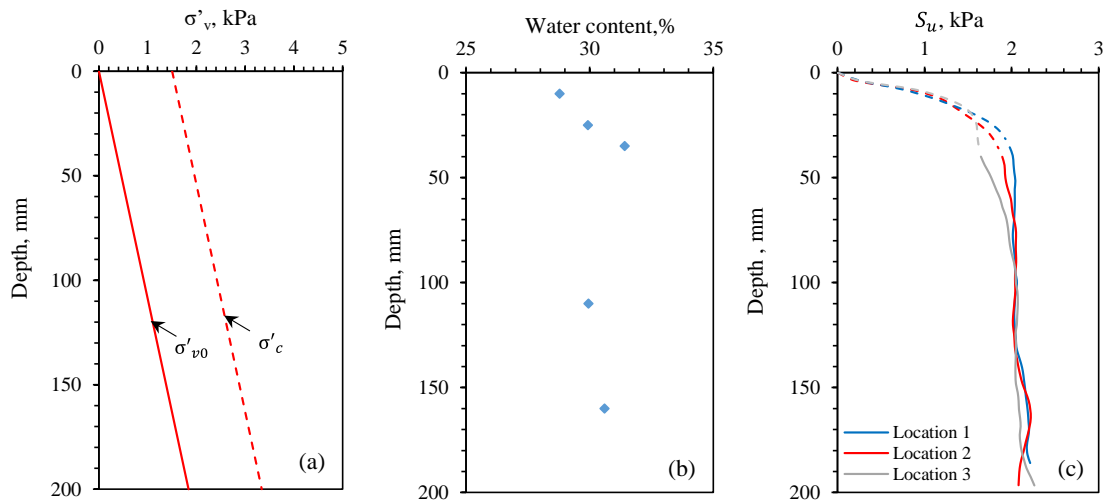 σ'v, kPa
0 1 2 3 4 5
0
50
100
150
200
Depth, mm
σ′v0
σ′c
(a)
Water content,%
25 30 35
0
50
100
150
200
Depth, mm
(b)
Su, kPa
0 1 2 3
0
50
100
150
200
Depth , mm
Location 1
Location 2
Location 3
(c)